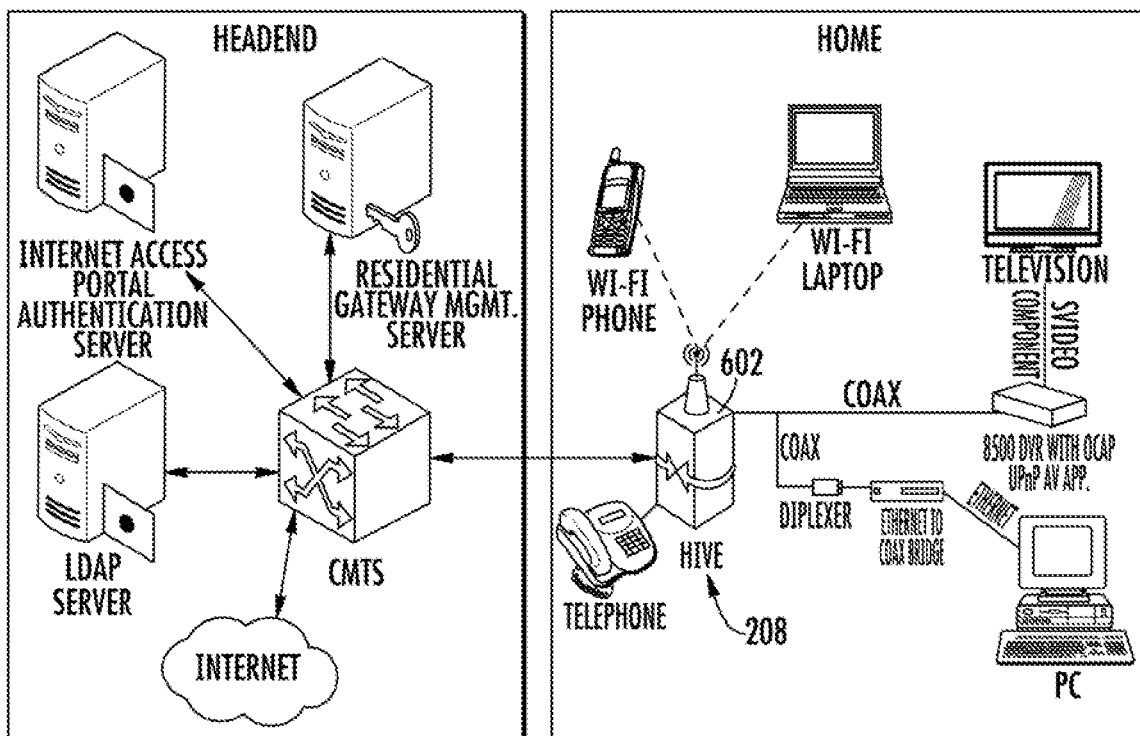 HEADEND
INTERNET ACCESS
PORTAL
AUTHENTICATION
SERVER
RESIDENTIAL
GATEWAY MGMT.
SERVER
LDAP
SERVER
CMTS
INTERNET
HOME
WI-FI
PHONE
WI-FI
LAPTOP
TELEVISION
COMPONENT
SVIDEO
602
COAX
8500 DVR WITH OCAP
UPnP AV APP.
COAX
DIPLEXER
ETHERNET TO
COAX BRIDGE
ETHERNET
HIVE
TELEPHONE
208
PC